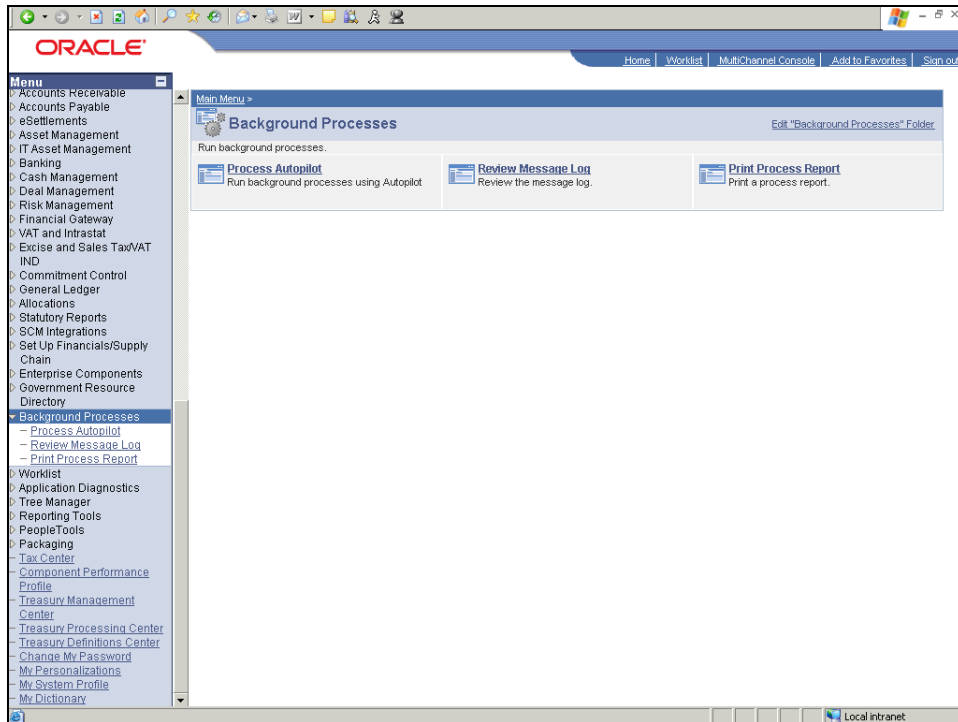 ORACLE'
Home | Worklist | MultiChannel Console | Add to Favorites | Sign out
Menu
Accounts Receivable
Accounts Payable
eSettlements
Asset Management
IT Asset Management
Banking
Cash Management
Deal Management
Risk Management
Financial Gateway
VAT and Intrastat
Excise and Sales Tax/VAT
IND
Commitment Control
General Ledger
Allocations
Statutory Reports
SCM Integrations
Set Up Financials/Supply
Chain
Enterprise Components
Government Resource
Directory
Background Processes
– Process Autopilot
– Review Message Log
– Print Process Report
Worklist
Application Diagnostics
Tree Manager
Reporting Tools
PeopleTools
Packaging
– Tax Center
– Component Performance
Profile
– Treasury Management
Center
– Treasury Processing Center
– Treasury Definitions Center
– Change My Password
– My Personalizations
– My System Profile
– My Dictionary
Main Menu >
Background Processes
Edit "Background Processes" Folder
Run background processes.
Process Autopilot
Run background processes using Autopilot
Review Message Log
Review the message log.
Print Process Report
Print a process report.
Local intranet